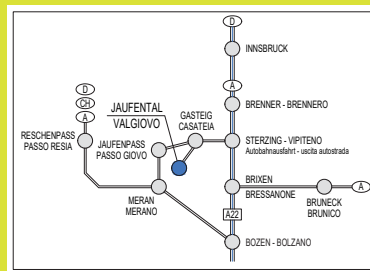 D
INNSBRUCK
A
BRENNER - BRENNERO
D
CH
A
JAUFENTAL
VALGIOVO
GASTEIG
CASATEIA
RESCHENPASS
PASSO RESIA
JAUFENPASS
PASSO GIOVO
STERZING - VIPITENO
Autobahnausfahrt - uscita autostrada
BRIXEN
BRESSANONE
A
MERAN
MERANO
BRUNECK
BRUNICO
A22
BOZEN - BOLZANO